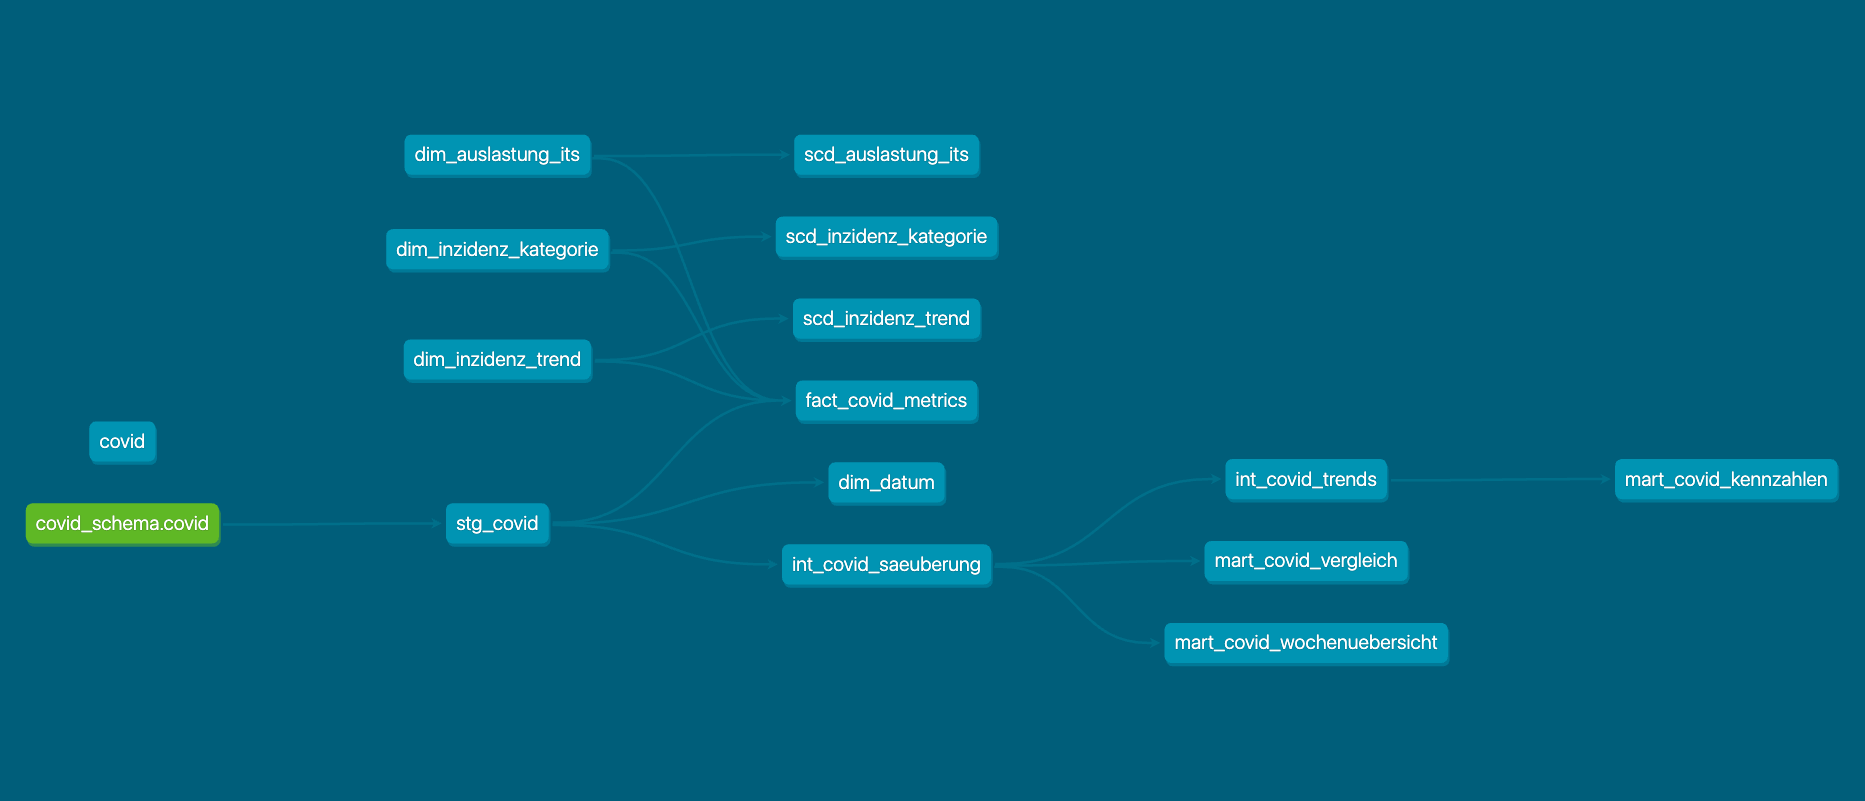 dim_auslastung_its
scd_auslastung_its
dim_inzidenz_kategorie
scd_inzidenz_kategorie
scd_inzidenz_trend
dim_inzidenz_trend
fact_covid_metrics
covid
dim_datum
int_covid_trends
mart_covid_kennzahlen
covid_schema.covid
stg_covid
int_covid_saeuberung
mart_covid_vergleich
mart_covid_wochenuebersicht